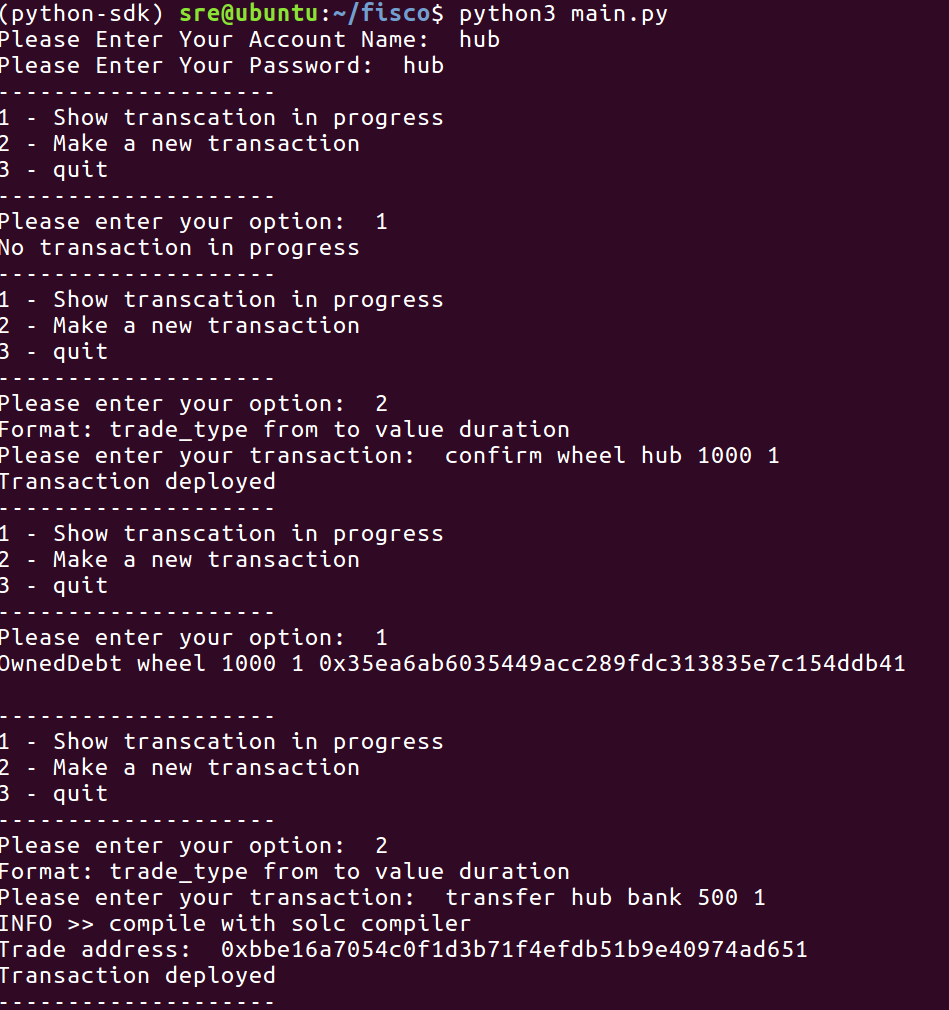 (python-sdk) sre@ubuntu:~/fisco$ python3 main.py
Please Enter Your Account Name:  hub
Please Enter Your Password:  hub
--------------------
1 - Show transcation in progress
2 - Make a new transaction
3 - quit
--------------------
Please enter your option:  1
No transaction in progress
--------------------
1 - Show transcation in progress
2 - Make a new transaction
3 - quit
--------------------
Please enter your option:  2
Format: trade_type from to value duration
Please enter your transaction:  confirm wheel hub 1000 1
Transaction deployed
--------------------
1 - Show transcation in progress
2 - Make a new transaction
3 - quit
--------------------
Please enter your option:  1
OwnedDebt wheel 1000 1 0x35ea6ab6035449acc289fdc313835e7c154ddb41
--------------------
1 - Show transcation in progress
2 - Make a new transaction
3 - quit
--------------------
Please enter your option:  2
Format: trade_type from to value duration
Please enter your transaction:  transfer hub bank 500 1
INFO >> compile with solc compiler
Trade address:  0xbbe16a7054c0f1d3b71f4efdb51b9e40974ad651
Transaction deployed
--------------------